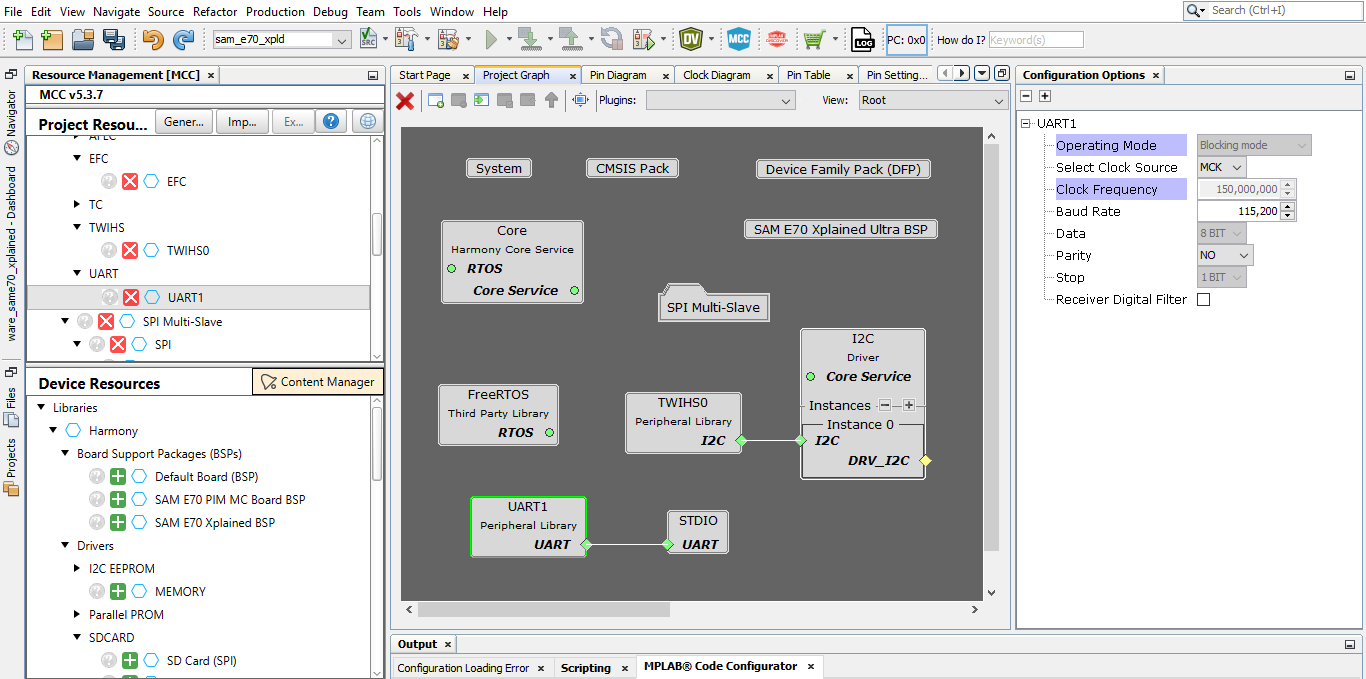 File Edit View Navigate Source Refactor Production Debug Team Tools Window Help
Search (Ctrl+I)
sam_e70_xpld
SRC
DV
MCC
LOG
PC: 0x0
How do I?
Keyword(s)
Navigator
ware_same70_xplained - Dashboard
Files
Projects
Resource Management [MCC] ×
MCC v5.3.7
Project Resou...
Gener...
Imp...
Ex...
?
EFC
EFC
TC
TWIHS
TWIHS0
UART
UART1
SPI Multi-Slave
SPI
Device Resources
Content Manager
Libraries
Harmony
Board Support Packages (BSPs)
Default Board (BSP)
SAM E70 PIM MC Board BSP
SAM E70 Xplained BSP
Drivers
I2C EEPROM
MEMORY
Parallel PROM
SDCARD
SD Card (SPI)
Start Page × Project Graph × Pin Diagram × Clock Diagram × Pin Table × Pin Setting...
Plugins:
View:
Root
System
CMSIS Pack
Device Family Pack (DFP)
Core
Harmony Core Service
RTOS
Core Service
SAM E70 Xplained Ultra BSP
SPI Multi-Slave
I2C
Driver
Core Service
Instances
Instance 0
I2C
DRV_I2C
FreeRTOS
Third Party Library
RTOS
TWIHS0
Peripheral Library
I2C
UART1
Peripheral Library
UART
STDIO
UART
Output ×
Configuration Loading Error × Scripting × MPLAB® Code Configurator ×
Configuration Options ×
UART1
Operating Mode Blocking mode
Select Clock Source MCK
Clock Frequency 150,000,000
Baud Rate 115,200
Data 8 BIT
Parity NO
Stop 1 BIT
Receiver Digital Filter